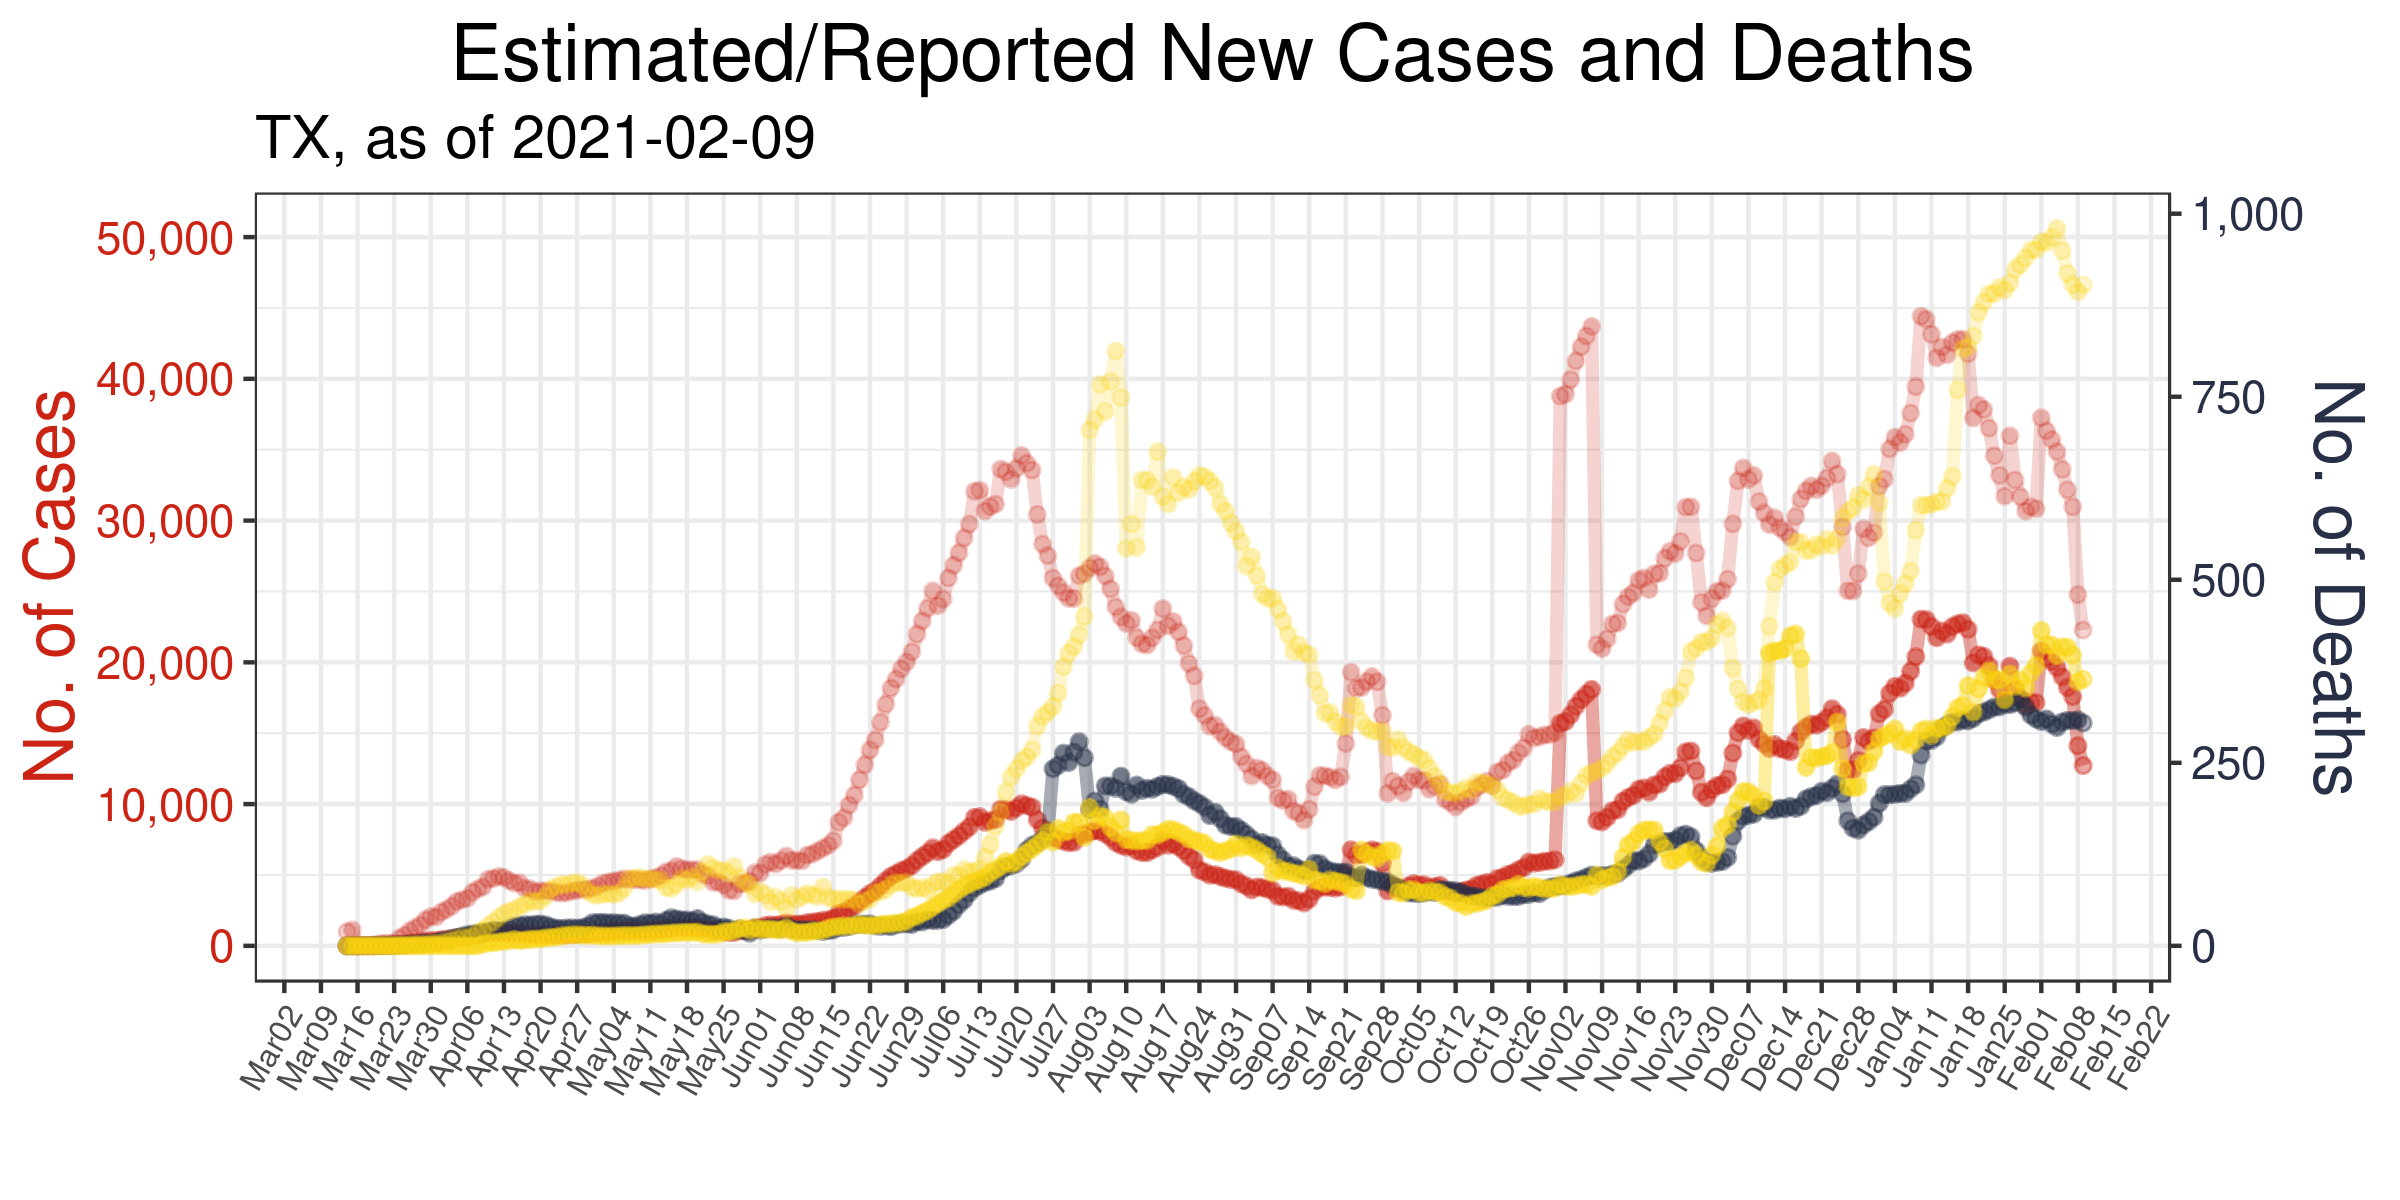 Estimated/Reported New Cases and Deaths
TX, as of 2021-02-09
No. of Cases
50,000
40,000
30,000
20,000
10,000
0
1,000
750
500
250
0
No. of Deaths
Mar02
Mar09
Mar16
Mar23
Mar30
Apr06
Apr13
Apr20
Apr27
May04
May11
May18
May25
Jun01
Jun08
Jun15
Jun22
Jun29
Jul06
Jul13
Jul20
Jul27
Aug03
Aug10
Aug17
Aug24
Aug31
Sep07
Sep14
Sep21
Sep28
Oct05
Oct12
Oct19
Oct26
Nov02
Nov09
Nov16
Nov23
Nov30
Dec07
Dec14
Dec21
Dec28
Jan04
Jan11
Jan18
Jan25
Feb01
Feb08
Feb15
Feb22